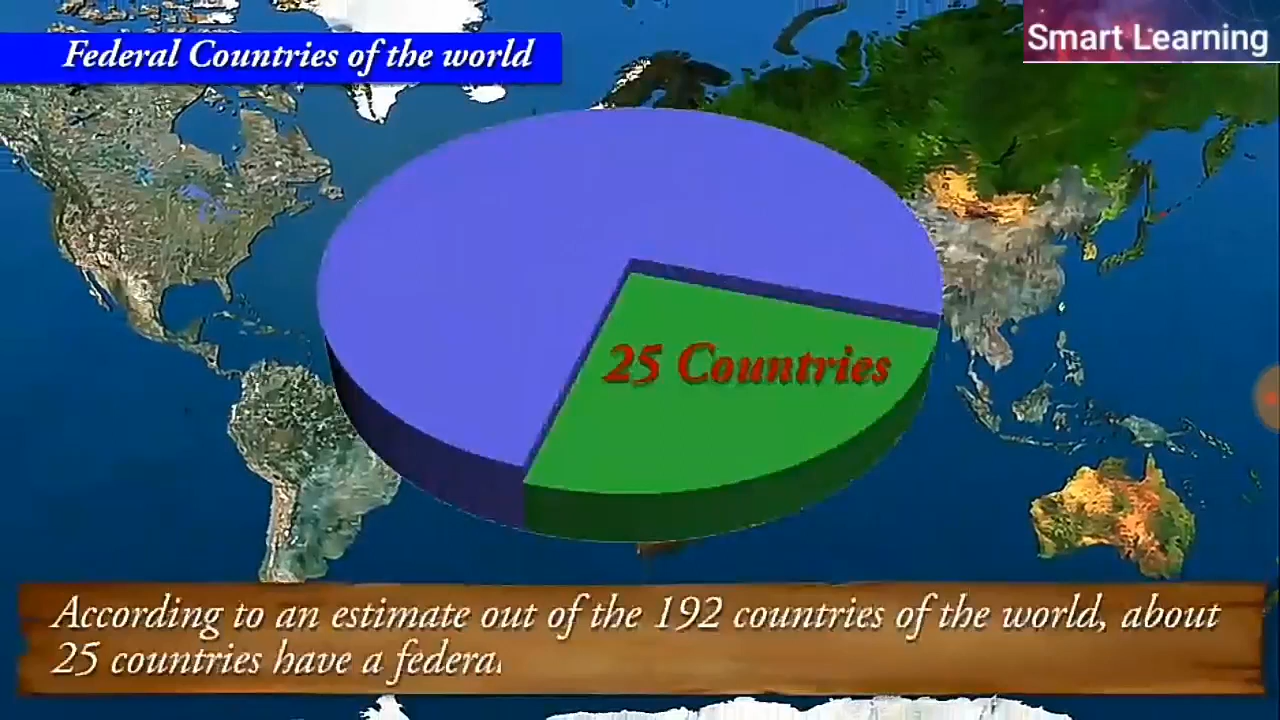 Federal Countries of the world
Smart Learning
25 Countries
According to an estimate out of the 192 countries of the world, about
25 countries have a federa